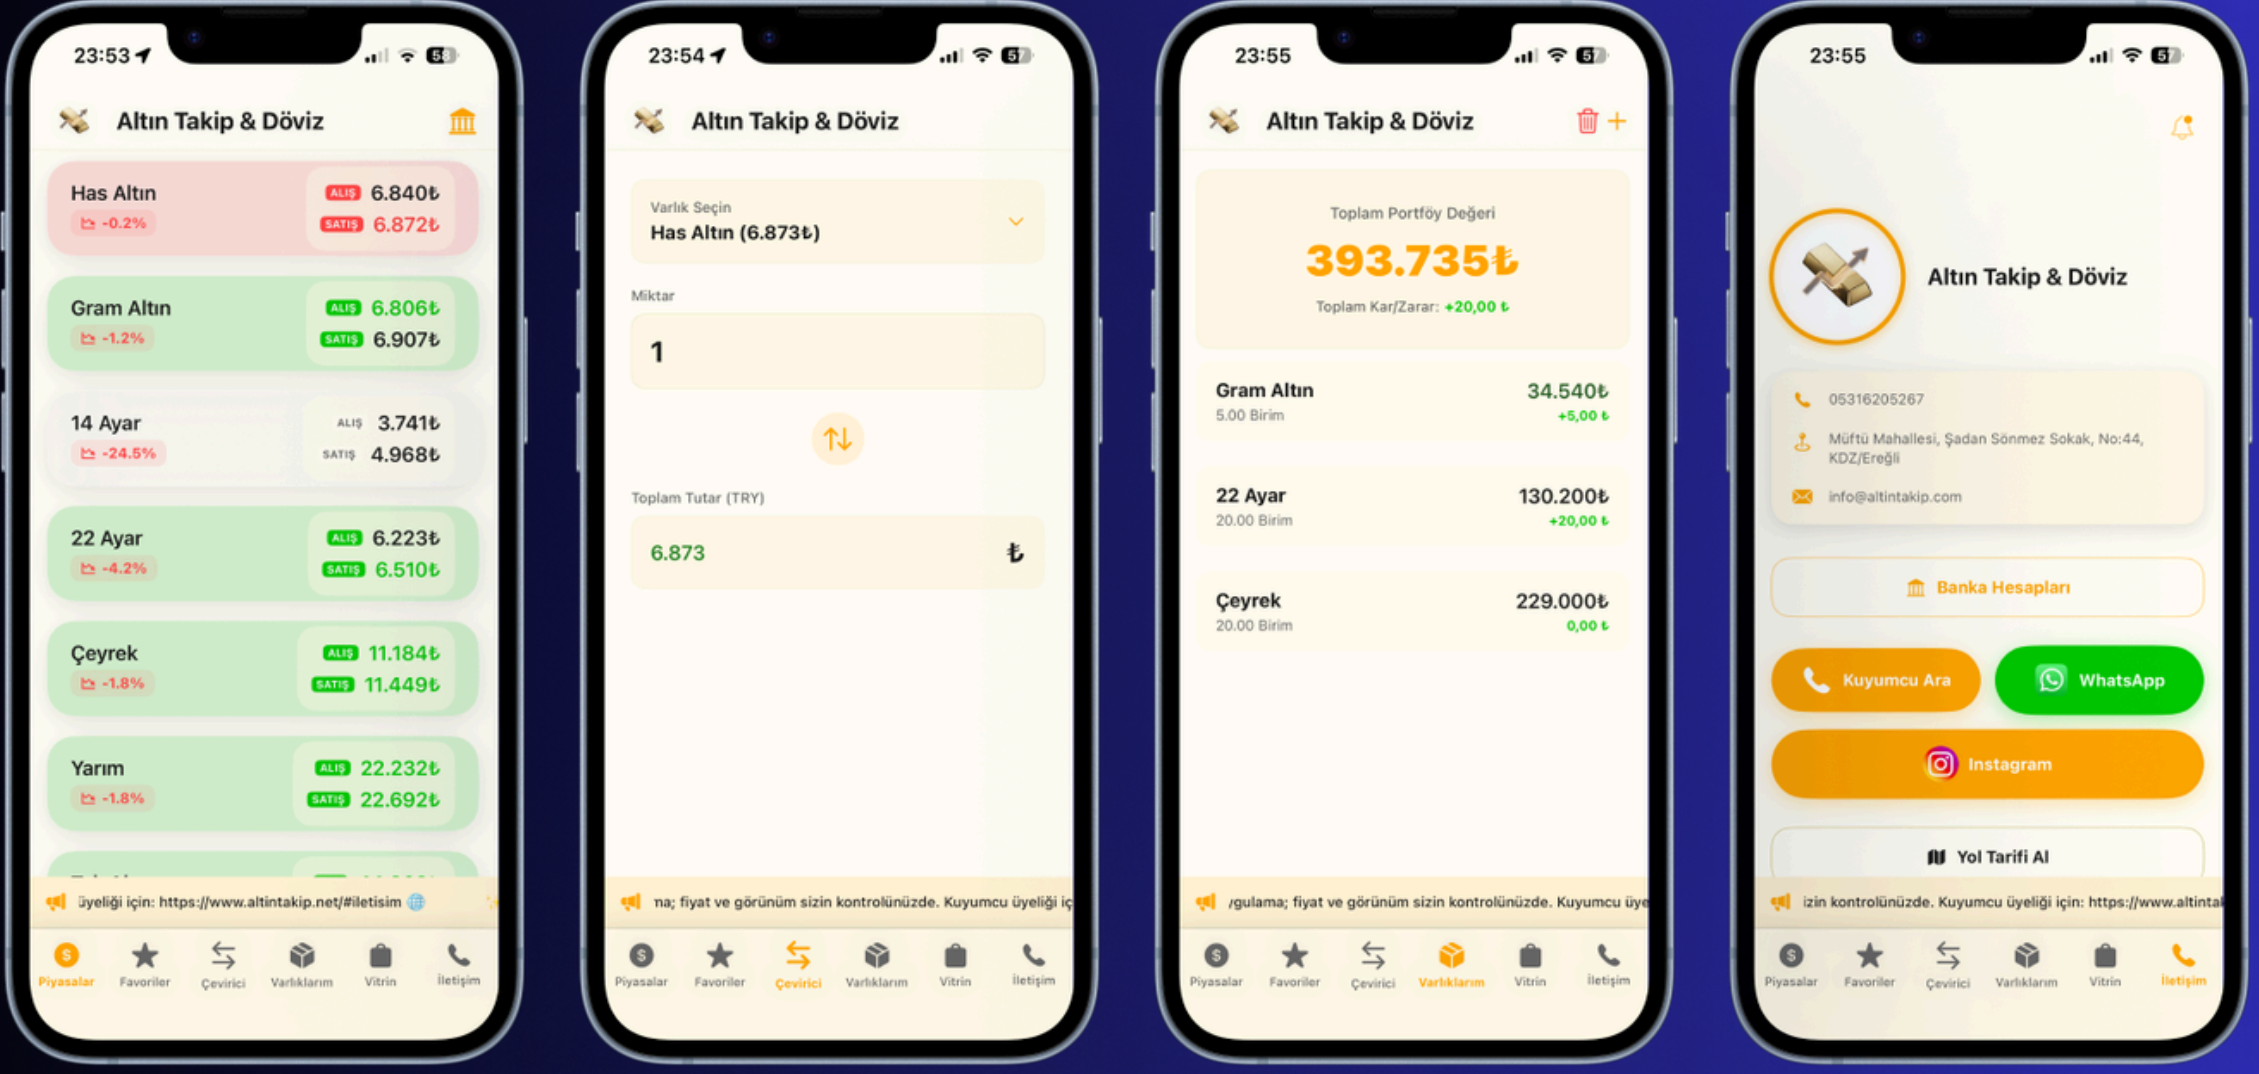 23:53
58
Altın Takip & Döviz
Has Altın
ALIŞ 6.840₺
-0.2%
SATIŞ 6.872₺
Gram Altın
ALIŞ 6.806₺
-1.2%
SATIŞ 6.907₺
14 Ayar
ALIŞ 3.741₺
-24.5%
SATIŞ 4.968₺
22 Ayar
ALIŞ 6.223₺
-4.2%
SATIŞ 6.510₺
Çeyrek
ALIŞ 11.184₺
-1.8%
SATIŞ 11.449₺
Yarım
ALIŞ 22.232₺
-1.8%
SATIŞ 22.692₺
üyeliği için: https://www.altintakip.net/#iletisim
Piyasalar Favoriler Çevirici Varlıklarım Vitrin İletişim
23:54
57
Altın Takip & Döviz
Varlık Seçin
Has Altın (6.873₺)
Miktar
1
Toplam Tutar (TRY)
6.873 ₺
na; fiyat ve görünüm sizin kontrolünüzde. Kuyumcu üyeliği iç
Piyasalar Favoriler Çevirici Varlıklarım Vitrin İletişim
23:55
57
Altın Takip & Döviz
Toplam Portföy Değeri
393.735₺
Toplam Kar/Zarar: +20,00 ₺
Gram Altın 34.540₺
5.00 Birim +5,00 ₺
22 Ayar 130.200₺
20.00 Birim +20,00 ₺
Çeyrek 229.000₺
20.00 Birim 0,00 ₺
ygulama; fiyat ve görünüm sizin kontrolünüzde. Kuyumcu üye
Piyasalar Favoriler Çevirici Varlıklarım Vitrin İletişim
23:55
57
Altın Takip & Döviz
05316205267
Müftü Mahallesi, Şadan Sönmez Sokak, No:44,
KDZ/Ereğli
info@altintakip.com
Banka Hesapları
Kuyumcu Ara
WhatsApp
Instagram
Yol Tarifi Al
izin kontrolünüzde. Kuyumcu üyeliği için: https://www.altintak
Piyasalar Favoriler Çevirici Varlıklarım Vitrin İletişim